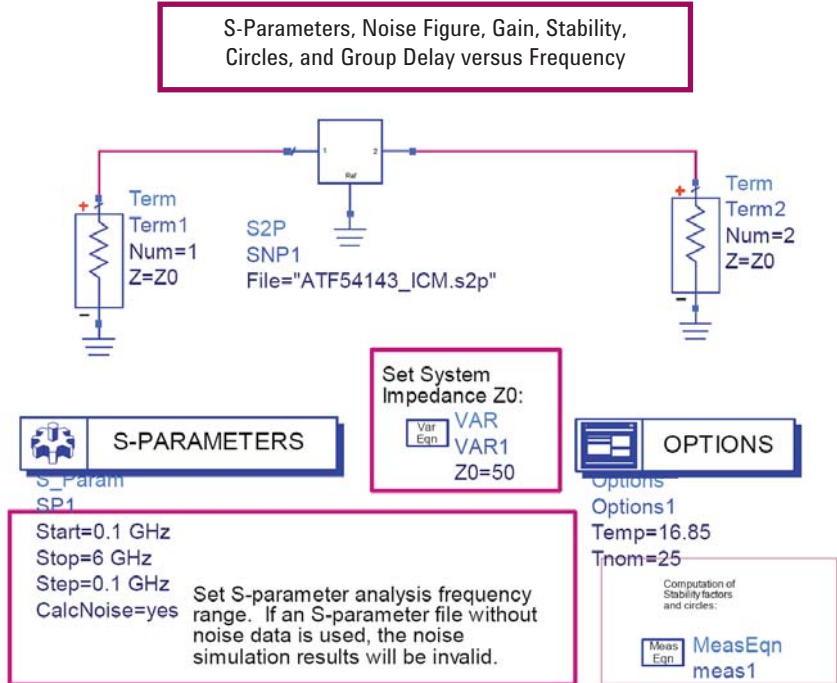 S-Parameters, Noise Figure, Gain, Stability,
Circles, and Group Delay versus Frequency
1
2
Ref
+
Term
Term1
Num=1
Z=Z0
-
S2P
SNP1
File="ATF54143_ICM.s2p"
+
Term
Term2
Num=2
Z=Z0
-
Set System
Impedance Z0:
Var
Eqn
VAR
VAR1
Z0=50
S-PARAMETERS
S_Param
SP1
Start=0.1 GHz
Stop=6 GHz
Step=0.1 GHz
CalcNoise=yes
Set S-parameter analysis frequency
range. If an S-parameter file without
noise data is used, the noise
simulation results will be invalid.
OPTIONS
Options
Options1
Temp=16.85
Tnom=25
Computation of
Stability factors
and circles:
Meas
Eqn
MeasEqn
meas1